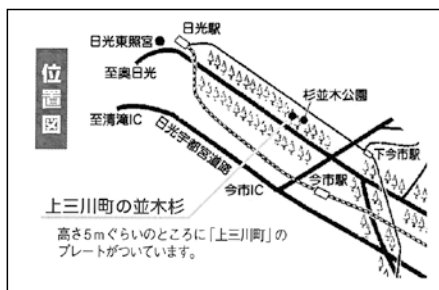 位置図
日光駅
日光東照宮
至奥日光
杉並木公園
至清滝IC
日光宇都宮道路
下今市駅
今市駅
今市IC
上三川町の並木杉
高さ5mぐらいのところに「上三川町」の
プレートがついています。